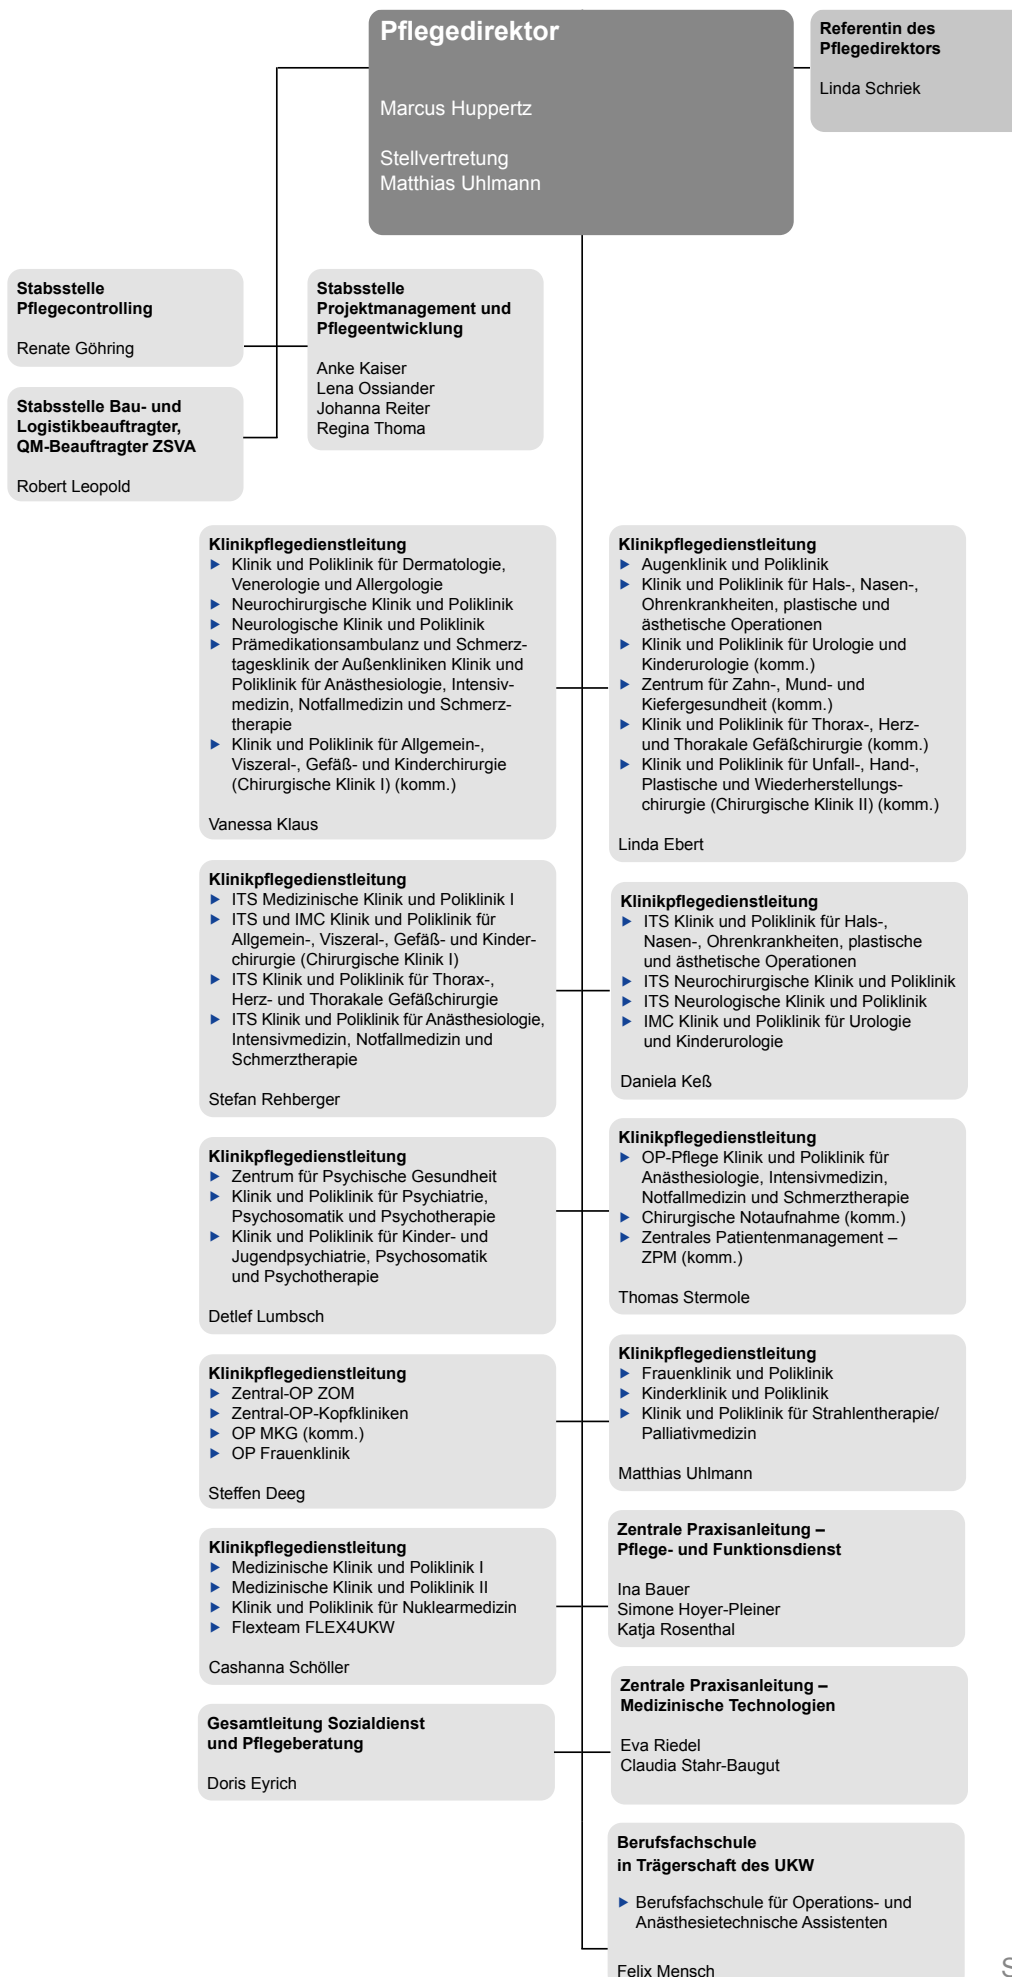 Pflegedirektor
Marcus Huppertz
Stellvertretung
Matthias Uhlmann
Referentin des
Pflegedirektors
Linda Schriek
Stabsstelle
Pflegecontrolling
Renate Göhring
Stabsstelle
Projektmanagement und
Pflegeentwicklung
Anke Kaiser
Lena Ossiander
Johanna Reiter
Regina Thoma
Stabsstelle Bau- und
Logistikbeauftragter,
QM-Beauftragter ZSVA
Robert Leopold
Klinikpflegedienstleitung
▶ Klinik und Poliklinik für Dermatologie,
Venerologie und Allergologie
▶ Neurochirurgische Klinik und Poliklinik
▶ Neurologische Klinik und Poliklinik
▶ Prämedikationsambulanz und Schmerz-
tagesklinik der Außenkliniken Klinik und
Poliklinik für Anästhesiologie, Intensiv-
medizin, Notfallmedizin und Schmerz-
therapie
▶ Klinik und Poliklinik für Allgemein-,
Viszeral-, Gefäß- und Kinderchirurgie
(Chirurgische Klinik I) (komm.)
Vanessa Klaus
Klinikpflegedienstleitung
▶ Augenklinik und Poliklinik
▶ Klinik und Poliklinik für Hals-, Nasen-,
Ohrenkrankheiten, plastische und
ästhetische Operationen
▶ Klinik und Poliklinik für Urologie und
Kinderurologie (komm.)
▶ Zentrum für Zahn-, Mund- und
Kiefergesundheit (komm.)
▶ Klinik und Poliklinik für Thorax-, Herz-
und Thorakale Gefäßchirurgie (komm.)
▶ Klinik und Poliklinik für Unfall-, Hand-,
Plastische und Wiederherstellungs-
chirurgie (Chirurgische Klinik II) (komm.)
Linda Ebert
Klinikpflegedienstleitung
▶ ITS Medizinische Klinik und Poliklinik I
▶ ITS und IMC Klinik und Poliklinik für
Allgemein-, Viszeral-, Gefäß- und Kinder-
chirurgie (Chirurgische Klinik I)
▶ ITS Klinik und Poliklinik für Thorax-,
Herz- und Thorakale Gefäßchirurgie
▶ ITS Klinik und Poliklinik für Anästhesiologie,
Intensivmedizin, Notfallmedizin und
Schmerztherapie
Stefan Rehberger
Klinikpflegedienstleitung
▶ ITS Klinik und Poliklinik für Hals-,
Nasen-, Ohrenkrankheiten, plastische
und ästhetische Operationen
▶ ITS Neurochirurgische Klinik und Poliklinik
▶ ITS Neurologische Klinik und Poliklinik
▶ IMC Klinik und Poliklinik für Urologie
und Kinderurologie
Daniela Keß
Klinikpflegedienstleitung
▶ Zentrum für Psychische Gesundheit
▶ Klinik und Poliklinik für Psychiatrie,
Psychosomatik und Psychotherapie
▶ Klinik und Poliklinik für Kinder- und
Jugendpsychiatrie, Psychosomatik
und Psychotherapie
Detlef Lumbsch
Klinikpflegedienstleitung
▶ OP-Pflege Klinik und Poliklinik für
Anästhesiologie, Intensivmedizin,
Notfallmedizin und Schmerztherapie
▶ Chirurgische Notaufnahme (komm.)
▶ Zentrales Patientenmanagement –
ZPM (komm.)
Thomas Stermole
Klinikpflegedienstleitung
▶ Zentral-OP ZOM
▶ Zentral-OP-Kopfkliniken
▶ OP MKG (komm.)
▶ OP Frauenklinik
Steffen Deeg
Klinikpflegedienstleitung
▶ Frauenklinik und Poliklinik
▶ Kinderklinik und Poliklinik
▶ Klinik und Poliklinik für Strahlentherapie/
Palliativmedizin
Matthias Uhlmann
Klinikpflegedienstleitung
▶ Medizinische Klinik und Poliklinik I
▶ Medizinische Klinik und Poliklinik II
▶ Klinik und Poliklinik für Nuklearmedizin
▶ Flexteam FLEX4UKW
Cashanna Schöller
Zentrale Praxisanleitung –
Pflege- und Funktionsdienst
Ina Bauer
Simone Hoyer-Pleiner
Katja Rosenthal
Gesamtleitung Sozialdienst
und Pflegeberatung
Doris Eyrich
Zentrale Praxisanleitung –
Medizinische Technologien
Eva Riedel
Claudia Stahr-Baugut
Berufsfachschule
in Trägerschaft des UKW
▶ Berufsfachschule für Operations- und
Anästhesietechnische Assistenten
Felix Mensch
S